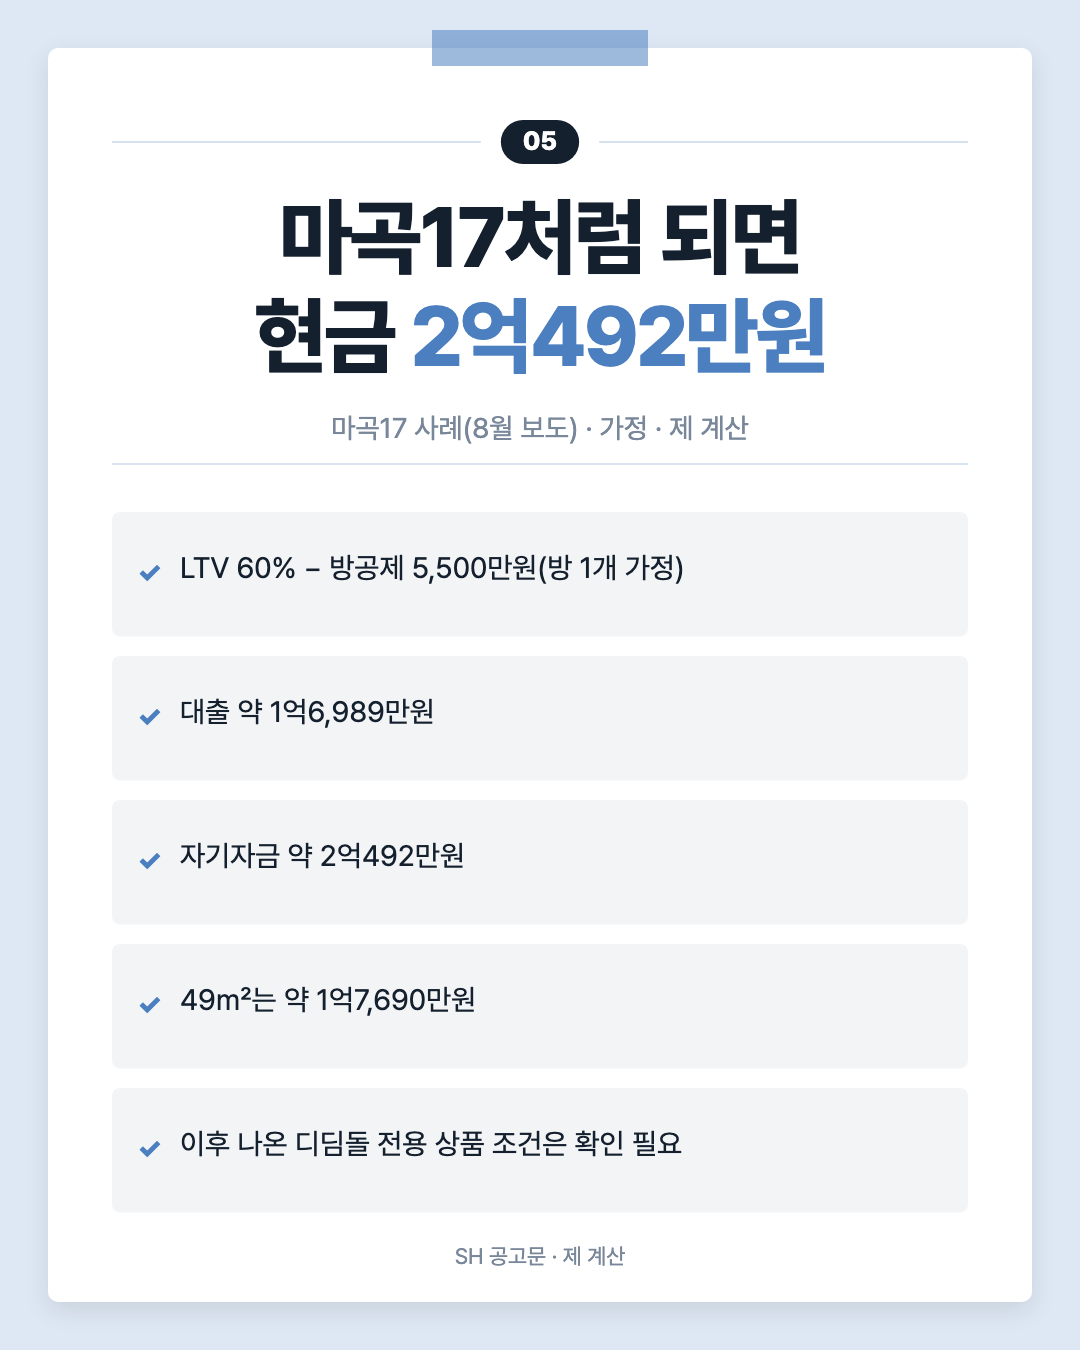 05
마곡17처럼 되면
현금 2억492만원
마곡17 사례(8월 보도) · 가정 · 제 계산
LTV 60% − 방공제 5,500만원(방 1개 가정)
대출 약 1억6,989만원
자기자금 약 2억492만원
49m²는 약 1억7,690만원
이후 나온 디딤돌 전용 상품 조건은 확인 필요
SH 공고문 · 제 계산